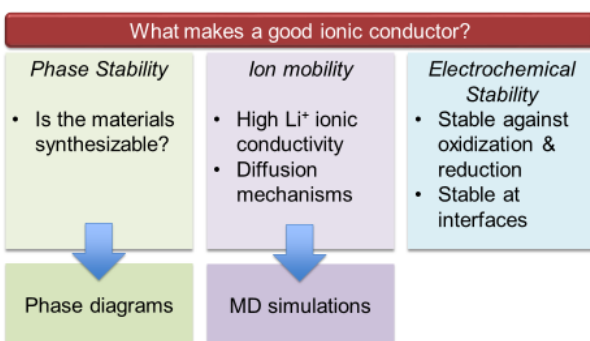 What makes a good ionic conductor?
Phase Stability
• Is the materials
synthesizable?
Ion mobility
• High Li⁺ ionic
conductivity
• Diffusion
mechanisms
Electrochemical
Stability
• Stable against
oxidization &
reduction
• Stable at
interfaces
Phase diagrams
MD simulations